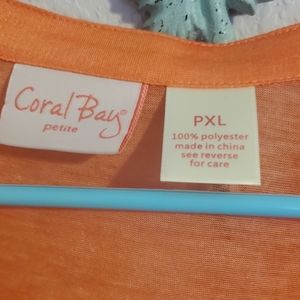 Coral Bay®
petite
PXL
100% polyester
made in china
see reverse
for care